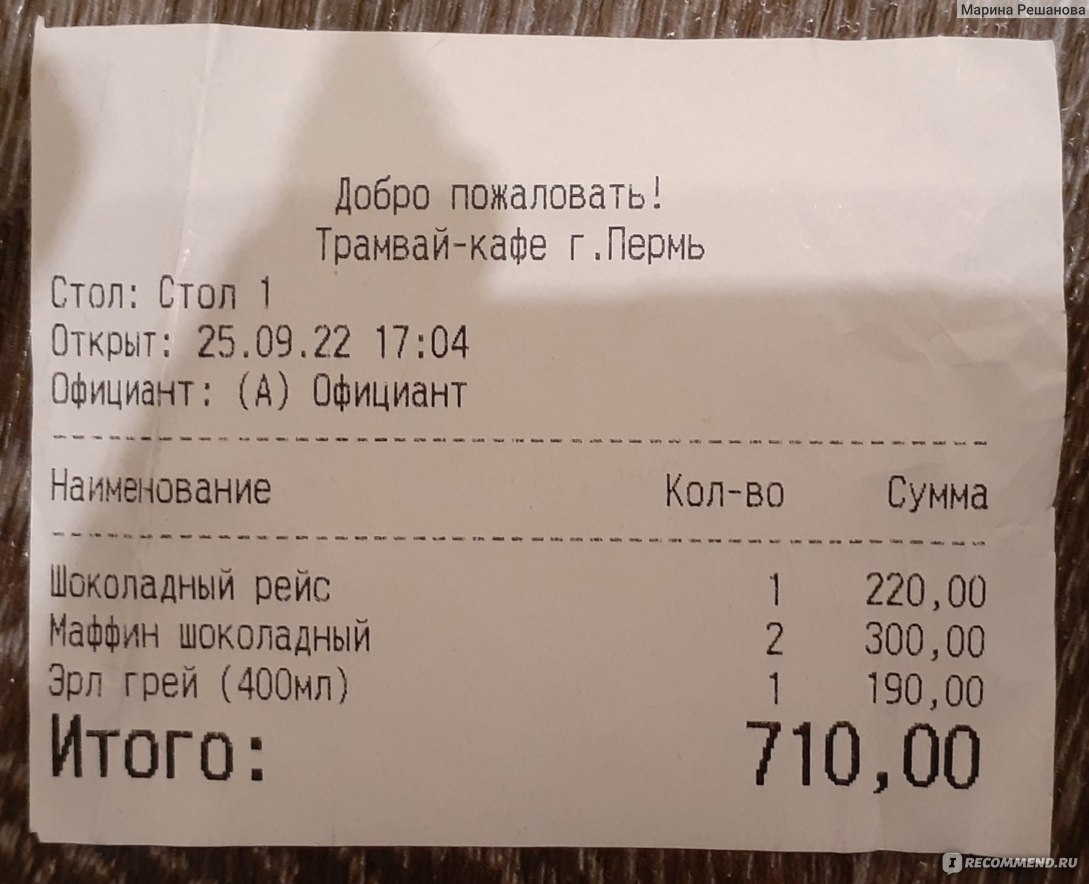 Марина Решанова
Добро пожаловать!
Трамвай-кафе г.Пермь
Стол: Стол 1
Открыт: 25.09.22 17:04
Официант: (А) Официант
Наименование Кол-во Сумма
Шоколадный рейс 1 220,00
Маффин шоколадный 2 300,00
Эрл грей (400мл) 1 190,00
Итого: 710,00
IRECOMMEND.RU